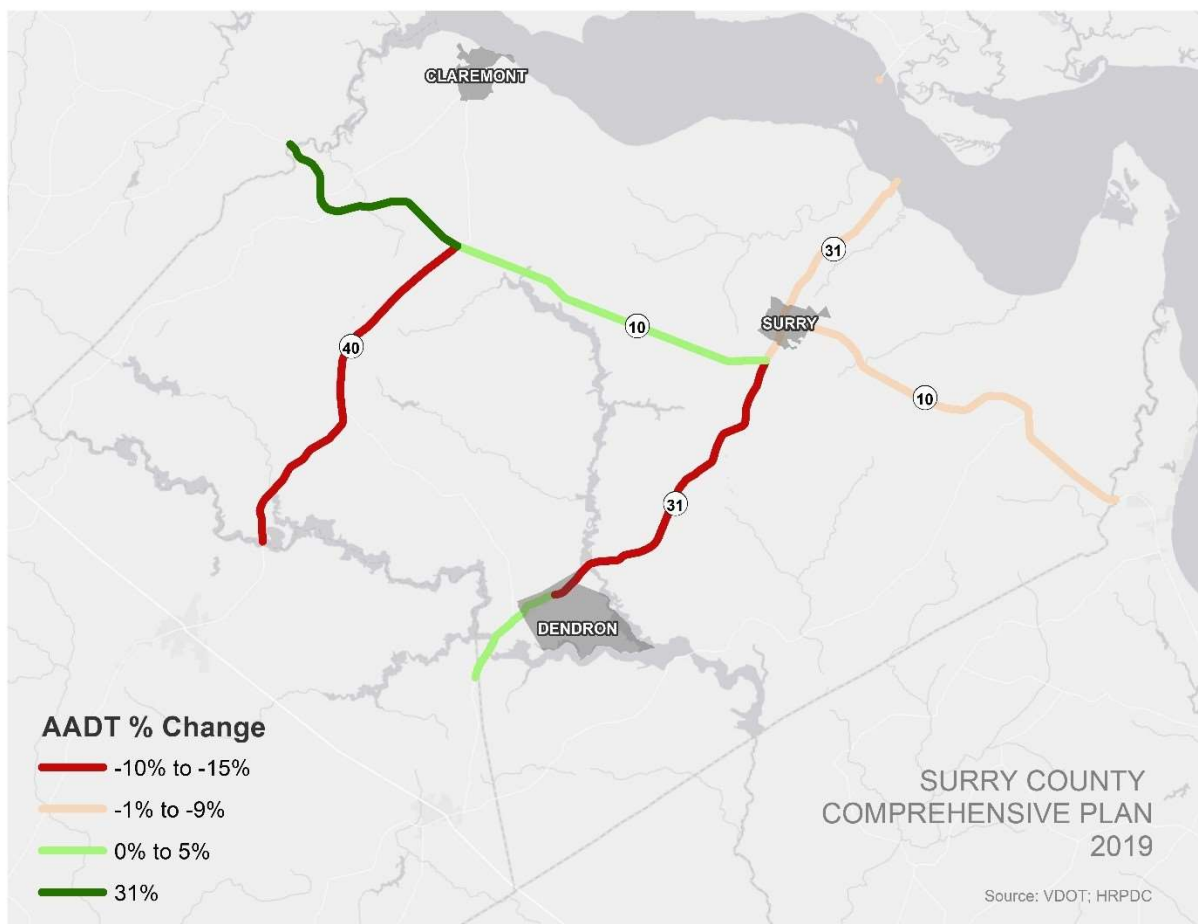 CLAREMONT
31
SURRY
10
40
10
31
DENDRON
AADT % Change
-10% to -15%
-1% to -9%
0% to 5%
31%
SURRY COUNTY
COMPREHENSIVE PLAN
2019
Source: VDOT; HRPDC